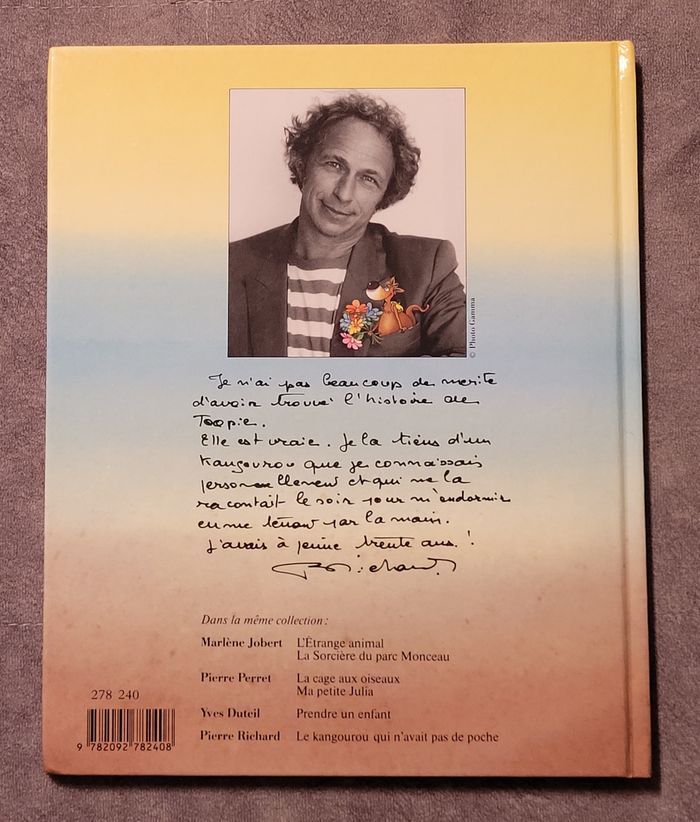 © Photo Gamma
Je n'ai pas beaucoup de merite
d'avoir trouvé l'histoire de
Toopie.
Elle est vraie. Je la tiens d'un
Kangourou que je connaissais
personnellement et qui me la
racontait le soir pour m'endormir
en me tenant par la main.
J'avais à peine trente ans.!
P. Richard
Dans la même collection :
Marlène Jobert L'Étrange animal
La Sorcière du parc Monceau
Pierre Perret La cage aux oiseaux
Ma petite Julia
Yves Duteil Prendre un enfant
Pierre Richard Le kangourou qui n'avait pas de poche
278 240
9 782092 782408